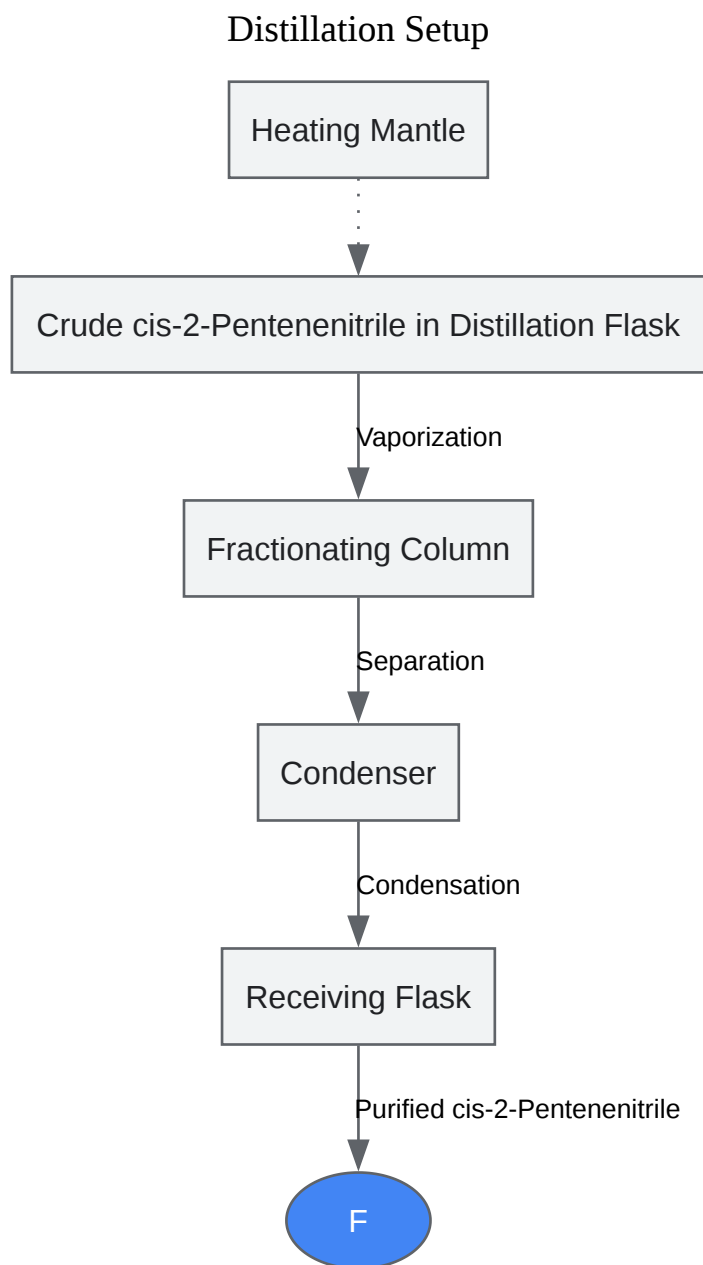 Distillation Setup
Heating Mantle
Crude cis-2-Pentenenitrile in Distillation Flask
Vaporization
Fractionating Column
Separation
Condenser
Condensation
Receiving Flask
Purified cis-2-Pentenenitrile
F